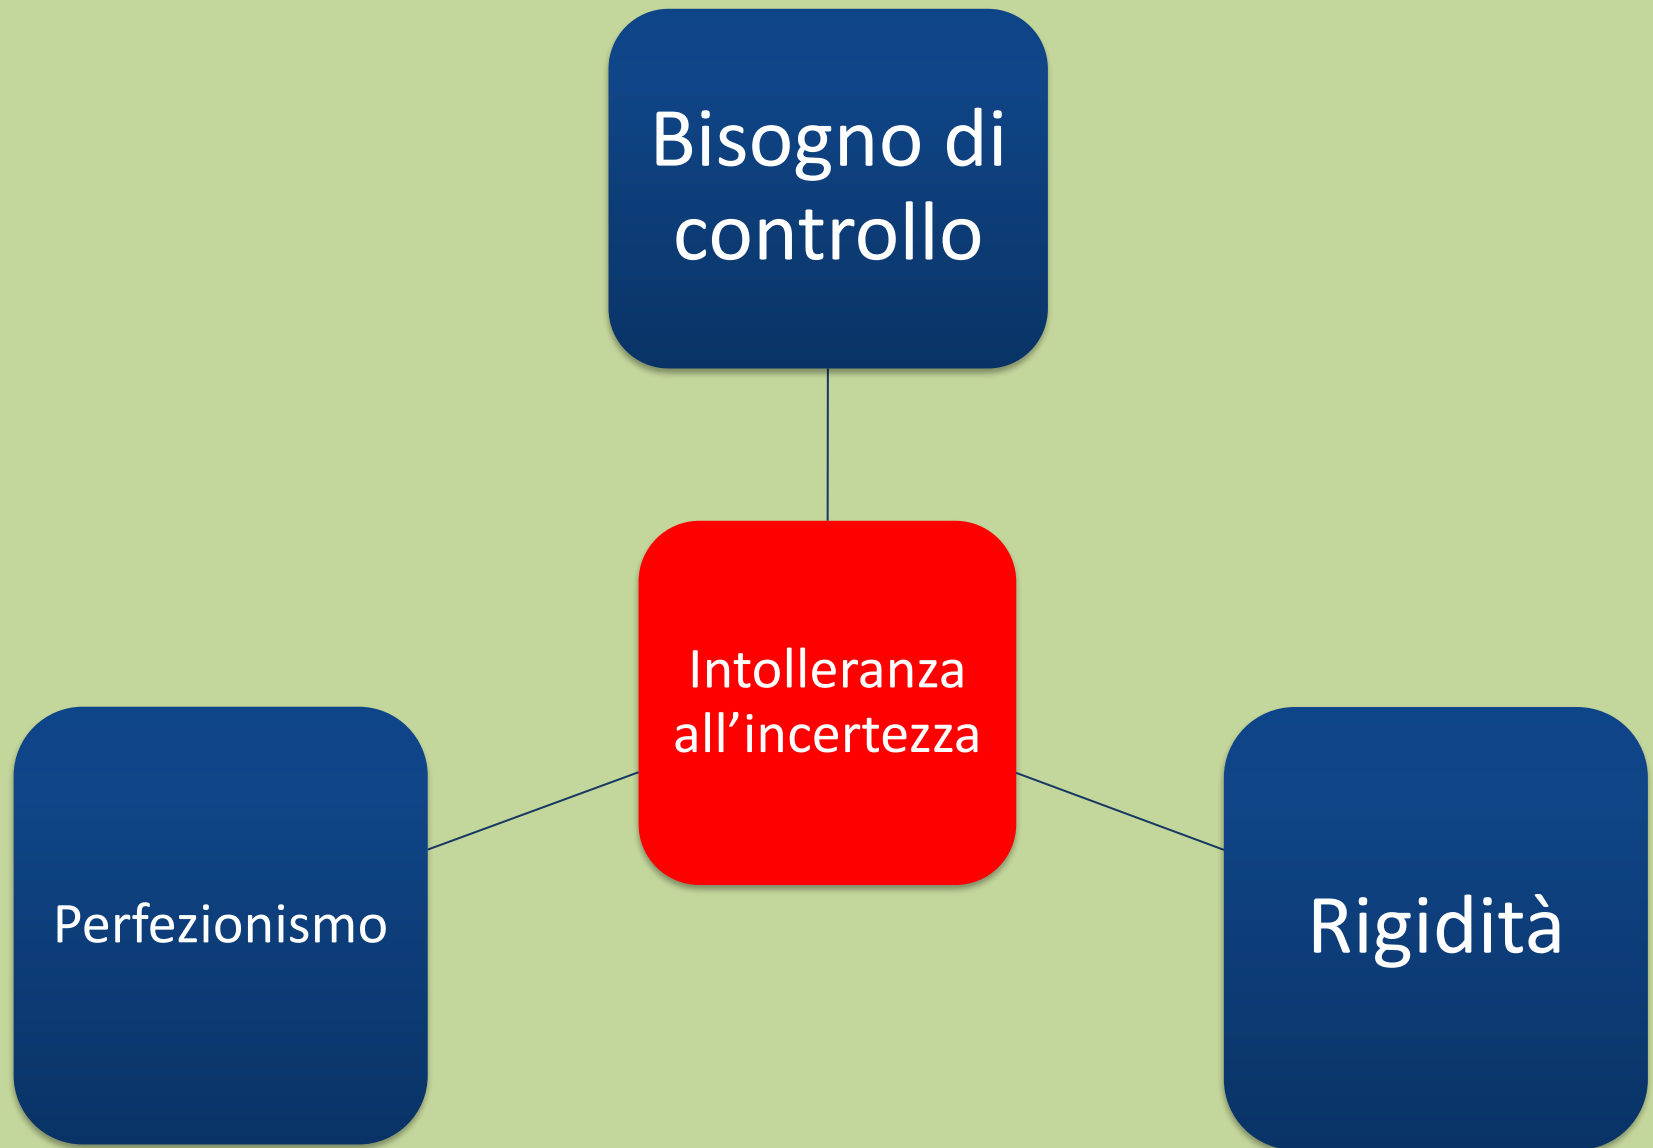 Bisogno di
controllo
Intolleranza
all’incertezza
Perfezionismo
Rigidità